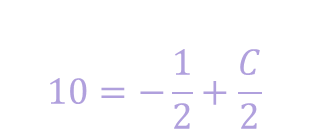 10 = − 1/2 + C/2